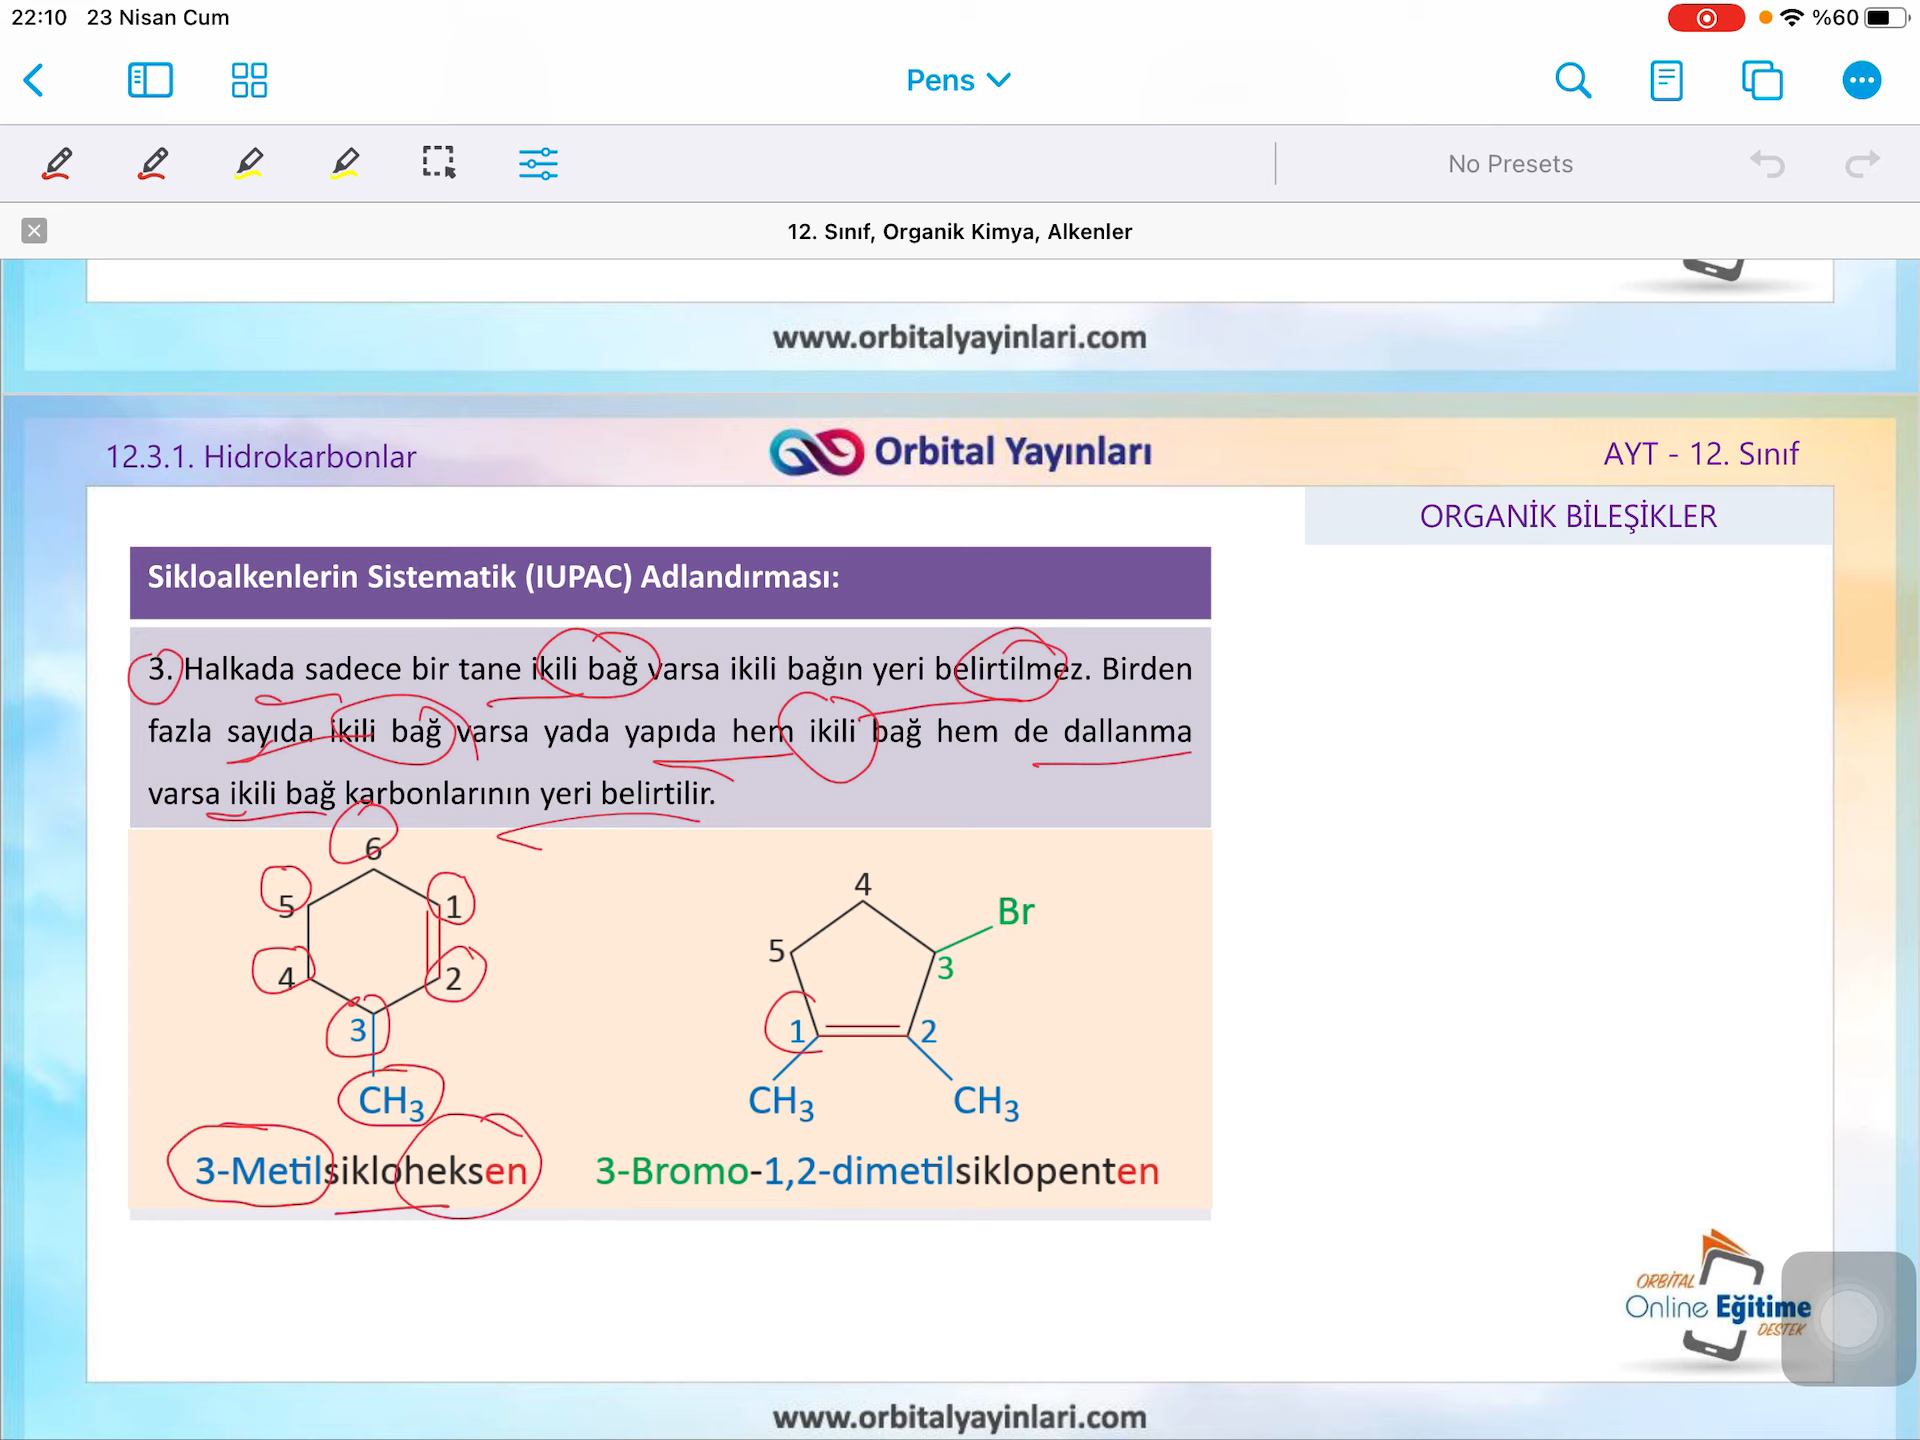 22:10 23 Nisan Cum
%60
Pens
No Presets
12. Sınıf, Organik Kimya, Alkenler
www.orbitalyayinlari.com
12.3.1. Hidrokarbonlar
Orbital Yayınları
AYT - 12. Sınıf
ORGANİK BİLEŞİKLER
Sikloalkenlerin Sistematik (IUPAC) Adlandırması:
3. Halkada sadece bir tane ikili bağ varsa ikili bağın yeri belirtilmez. Birden
fazla sayıda ikili bağ varsa yada yapıda hem ikili bağ hem de dallanma
varsa ikili bağ karbonlarının yeri belirtilir.
6
5
1
4
2
3
CH3
3-Metilsikloheksen
4
Br
5
3
1
2
CH3
CH3
3-Bromo-1,2-dimetilsiklopenten
ORBİTAL
Online Eğitime
DESTEK
www.orbitalyayinlari.com